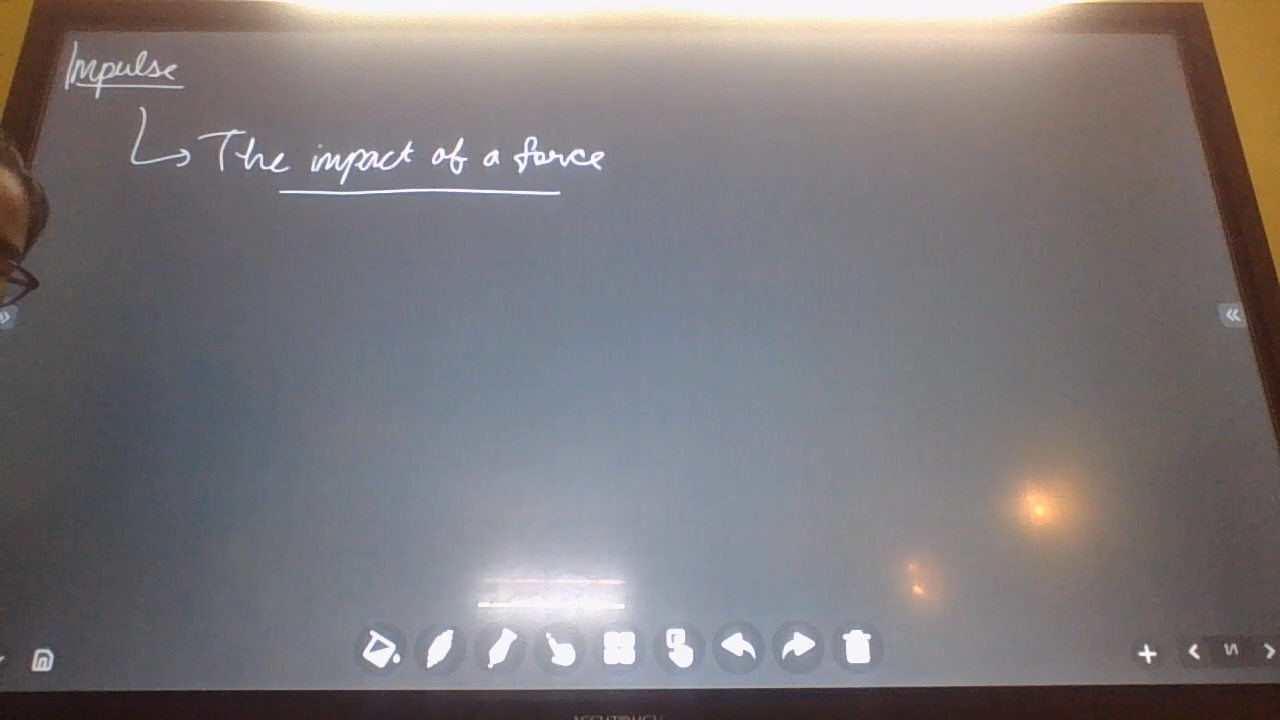 Impulse
The impact of a force